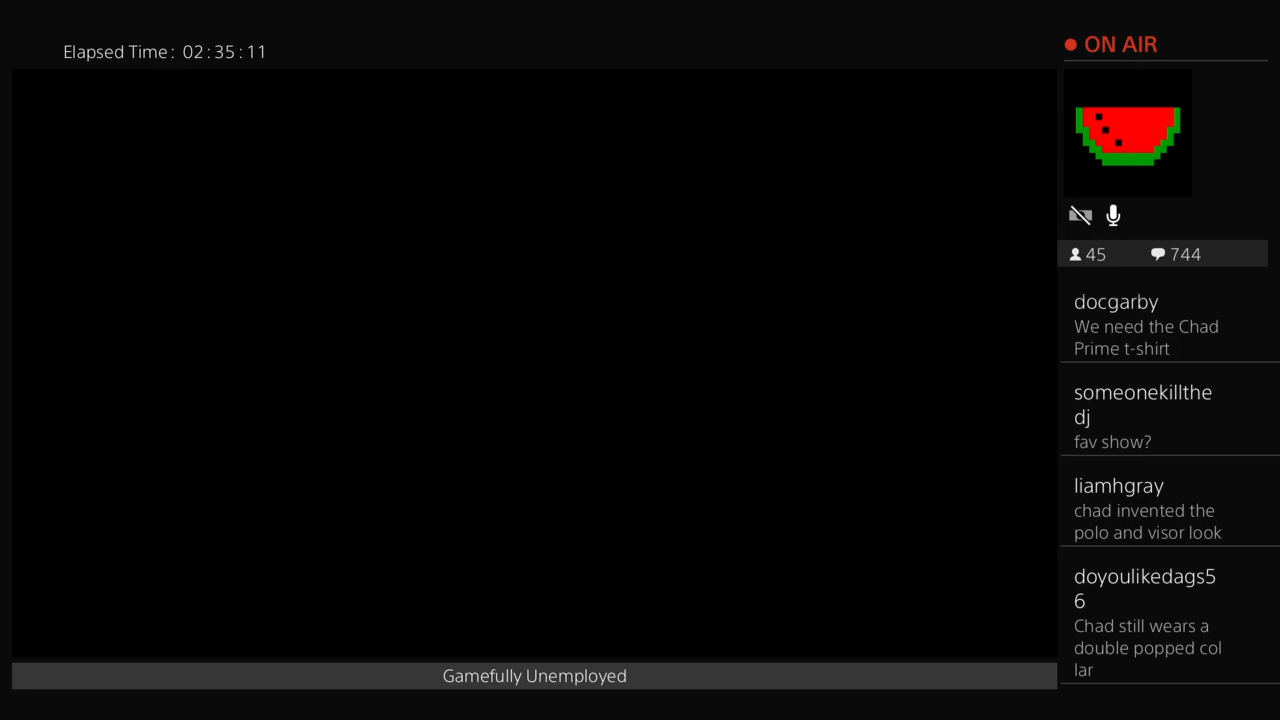 Elapsed Time: 02:35:11
ON AIR
45 744
docgarby
We need the Chad
Prime t-shirt
someonekillthe
dj
fav show?
liamhgray
chad invented the
polo and visor look
doyoulikedags5
6
Chad still wears a
double popped col
lar
Gamefully Unemployed